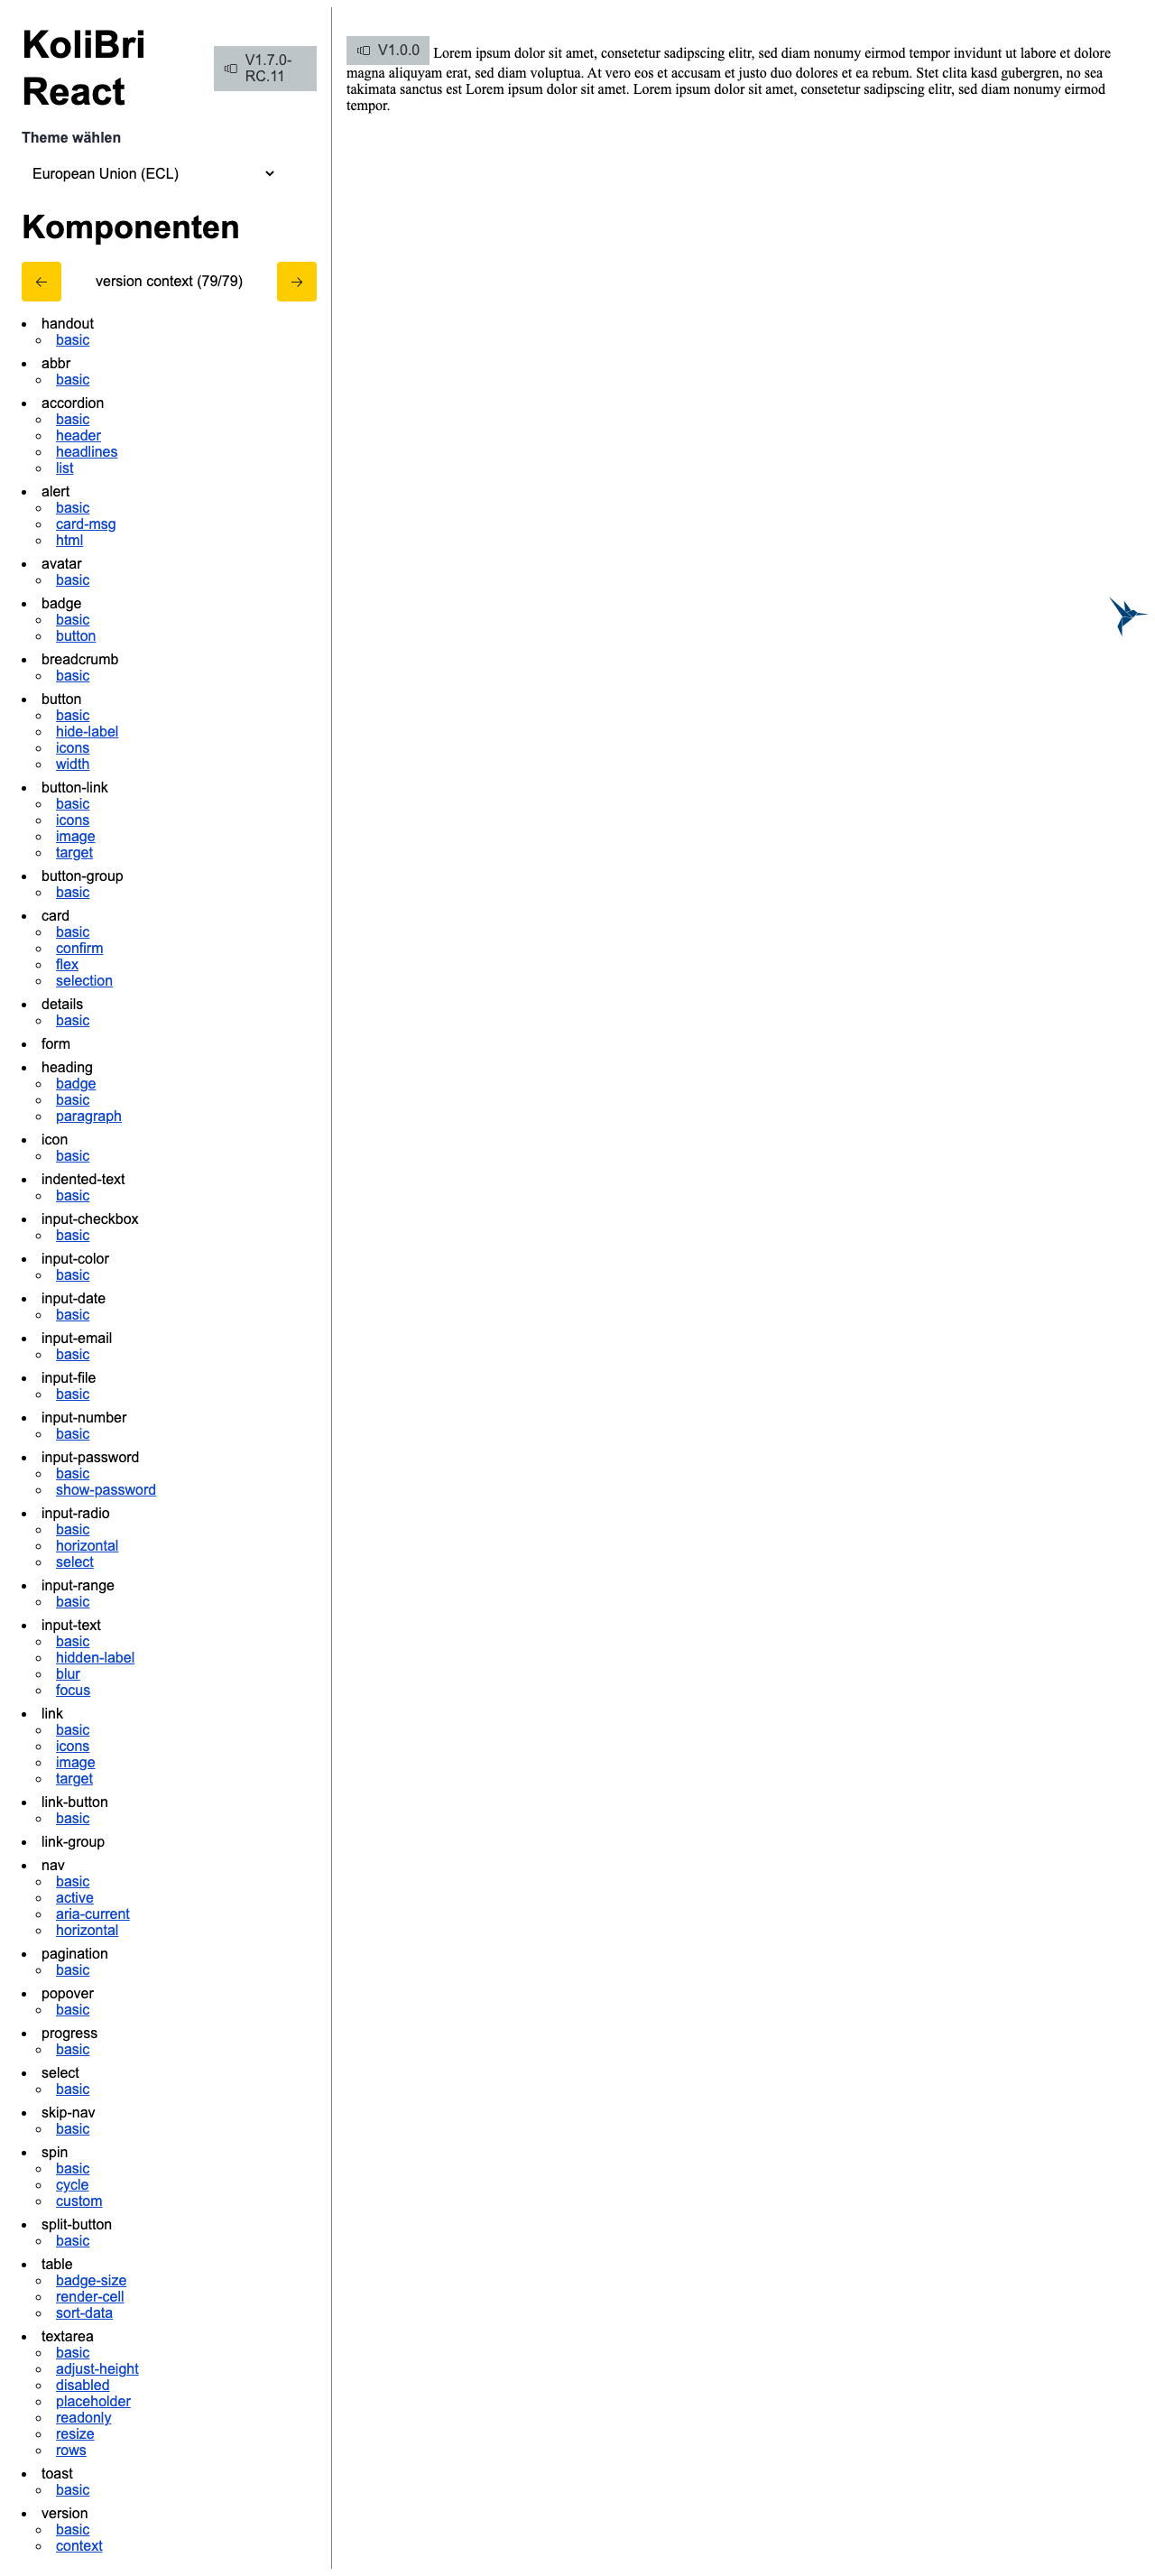 KoliBri
React
V1.7.0-
RC.11
Theme wählen
European Union (ECL)
Komponenten
version context (79/79)
handout
basic
abbr
basic
accordion
basic
header
headlines
list
alert
basic
card-msg
html
avatar
basic
badge
basic
button
breadcrumb
basic
button
basic
hide-label
icons
width
button-link
basic
icons
image
target
button-group
basic
card
basic
confirm
flex
selection
details
basic
form
heading
badge
basic
paragraph
icon
basic
indented-text
basic
input-checkbox
basic
input-color
basic
input-date
basic
input-email
basic
input-file
basic
input-number
basic
input-password
basic
show-password
input-radio
basic
horizontal
select
input-range
basic
input-text
basic
hidden-label
blur
focus
link
basic
icons
image
target
link-button
basic
link-group
nav
basic
active
aria-current
horizontal
pagination
basic
popover
basic
progress
basic
select
basic
skip-nav
basic
spin
basic
cycle
custom
split-button
basic
table
badge-size
render-cell
sort-data
textarea
basic
adjust-height
disabled
placeholder
readonly
resize
rows
toast
basic
version
basic
context
V1.0.0 Lorem ipsum dolor sit amet, consetetur sadipscing elitr, sed diam nonumy eirmod tempor invidunt ut labore et dolore
magna aliquyam erat, sed diam voluptua. At vero eos et accusam et justo duo dolores et ea rebum. Stet clita kasd gubergren, no sea
takimata sanctus est Lorem ipsum dolor sit amet. Lorem ipsum dolor sit amet, consetetur sadipscing elitr, sed diam nonumy eirmod
tempor.